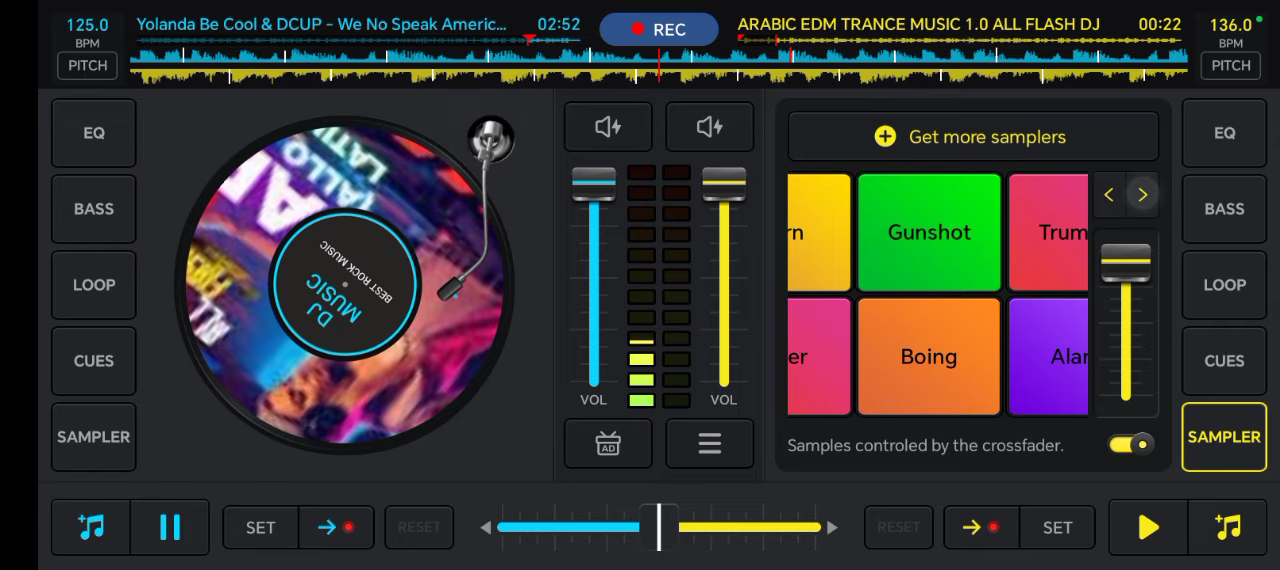 125.0
BPM
PITCH
Yolanda Be Cool & DCUP - We No Speak Americ...
02:52
REC
ARABIC EDM TRANCE MUSIC 1.0 ALL FLASH DJ
00:22
136.0
BPM
PITCH
EQ
BASS
LOOP
CUES
SAMPLER
BEST ROCK MUSIC
DJ
MUSIC
VOL
VOL
AD
Get more samplers
rn
Gunshot
Trum
er
Boing
Alar
Samples controled by the crossfader.
EQ
BASS
LOOP
CUES
SAMPLER
SET
RESET
RESET
SET